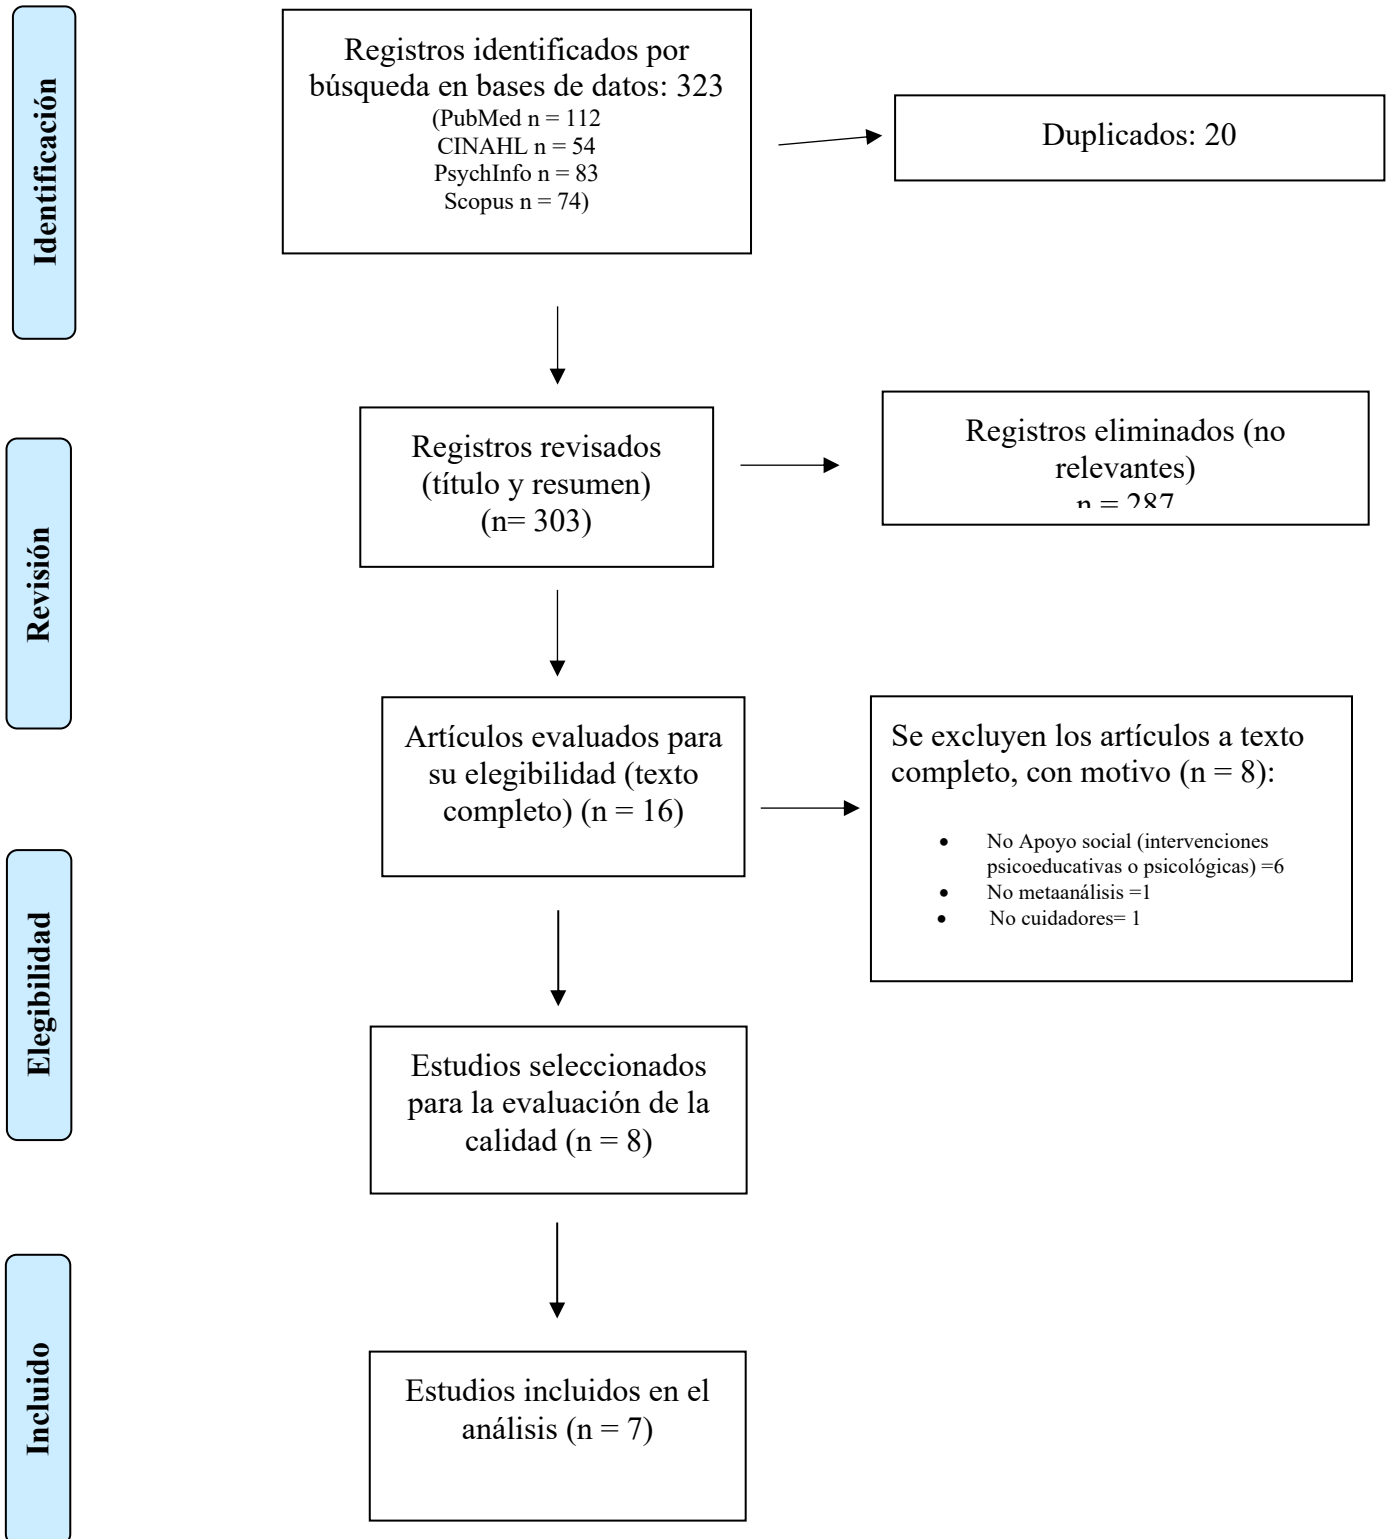 Identificación
Registros identificados por
búsqueda en bases de datos: 323
(PubMed n = 112
CINAHL n = 54
PsychInfo n = 83
Scopus n = 74)
Duplicados: 20
Revisión
Registros revisados
(título y resumen)
(n= 303)
Registros eliminados (no
relevantes)
n = 287
Elegibilidad
Artículos evaluados para
su elegibilidad (texto
completo) (n = 16)
Se excluyen los artículos a texto
completo, con motivo (n = 8):
• No Apoyo social (intervenciones
psicoeducativas o psicológicas) =6
• No metaanálisis =1
• No cuidadores= 1
Estudios seleccionados
para la evaluación de la
calidad (n = 8)
Incluido
Estudios incluidos en el
análisis (n = 7)